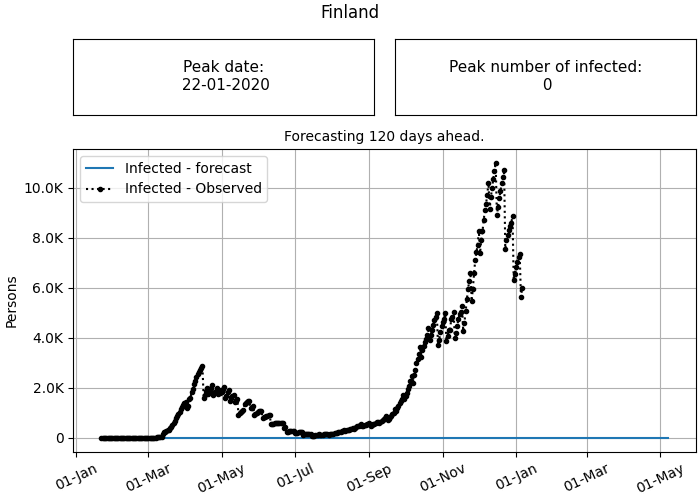 Finland
Peak date:
22-01-2020
Peak number of infected:
0
Forecasting 120 days ahead.
Infected - forecast
Infected - Observed
Persons
10.0K
8.0K
6.0K
4.0K
2.0K
0
01-Jan
01-Mar
01-May
01-Jul
01-Sep
01-Nov
01-Jan
01-Mar
01-May